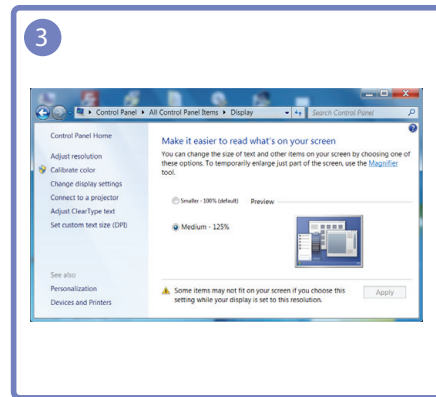 3
Control Panel ▸ All Control Panel Items ▸ Display
Search Control Panel
Control Panel Home
Adjust resolution
Calibrate color
Change display settings
Connect to a projector
Adjust ClearType text
Set custom text size (DPI)
See also
Personalization
Devices and Printers
Make it easier to read what's on your screen
You can change the size of text and other items on your screen by choosing one of
these options. To temporarily enlarge just part of the screen, use the Magnifier
tool.
Smaller - 100% (default) Preview
Medium - 125%
Some items may not fit on your screen if you choose this
setting while your display is set to this resolution.
Apply